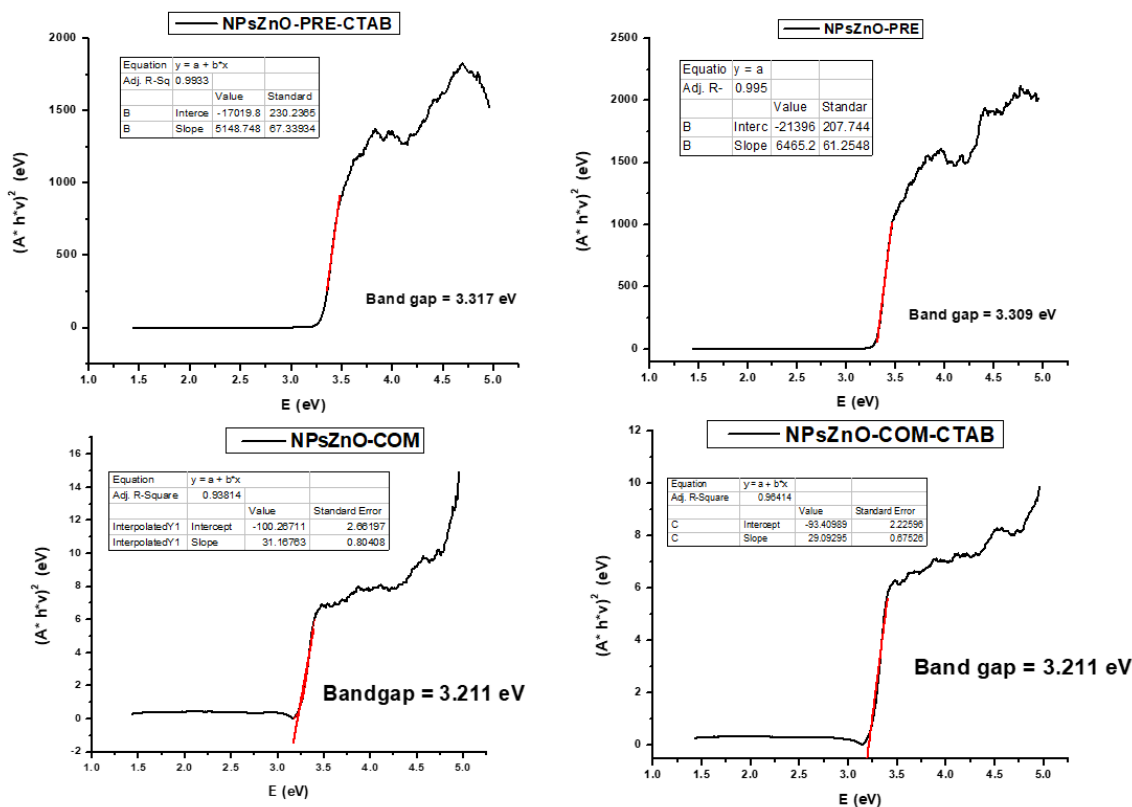 NPsZnO-PRE-CTAB
Equation y = a + b*x
Adj. R-Sq 0.9933
Value Standard
B Interce -17019.8 230.2365
B Slope 5148.748 67.33934
2000
1500
1000
500
0
(A* h*v)² (eV)
Band gap = 3.317 eV
1.0 1.5 2.0 2.5 3.0 3.5 4.0 4.5 5.0
E (eV)
NPsZnO-PRE
Equatio y = a
Adj. R- 0.995
Value Standar
B Interc -21396 207.744
B Slope 6465.2 61.2548
2500
2000
1500
1000
500
0
(A* h*v)² (eV)
Band gap = 3.309 eV
1.0 1.5 2.0 2.5 3.0 3.5 4.0 4.5 5.0
E (eV)
NPsZnO-COM
Equation y = a + b*x
Adj. R-Square 0.93814
Value Standard Error
InterpolatedY1 Intercept -100.26711 2.66197
InterpolatedY1 Slope 31.16763 0.80408
16
14
12
10
8
6
4
2
0
-2
(A* h*v)² (eV)
Bandgap = 3.211 eV
1.0 1.5 2.0 2.5 3.0 3.5 4.0 4.5 5.0
E (eV)
NPsZnO-COM-CTAB
Equation y = a + b*x
Adj. R-Square 0.96414
Value Standard Error
C Intercept -93.40989 2.22596
C Slope 29.09295 0.67526
12
10
8
6
4
2
0
(A* h*v)² (eV)
Band gap = 3.211 eV
1.0 1.5 2.0 2.5 3.0 3.5 4.0 4.5 5.0
E (eV)